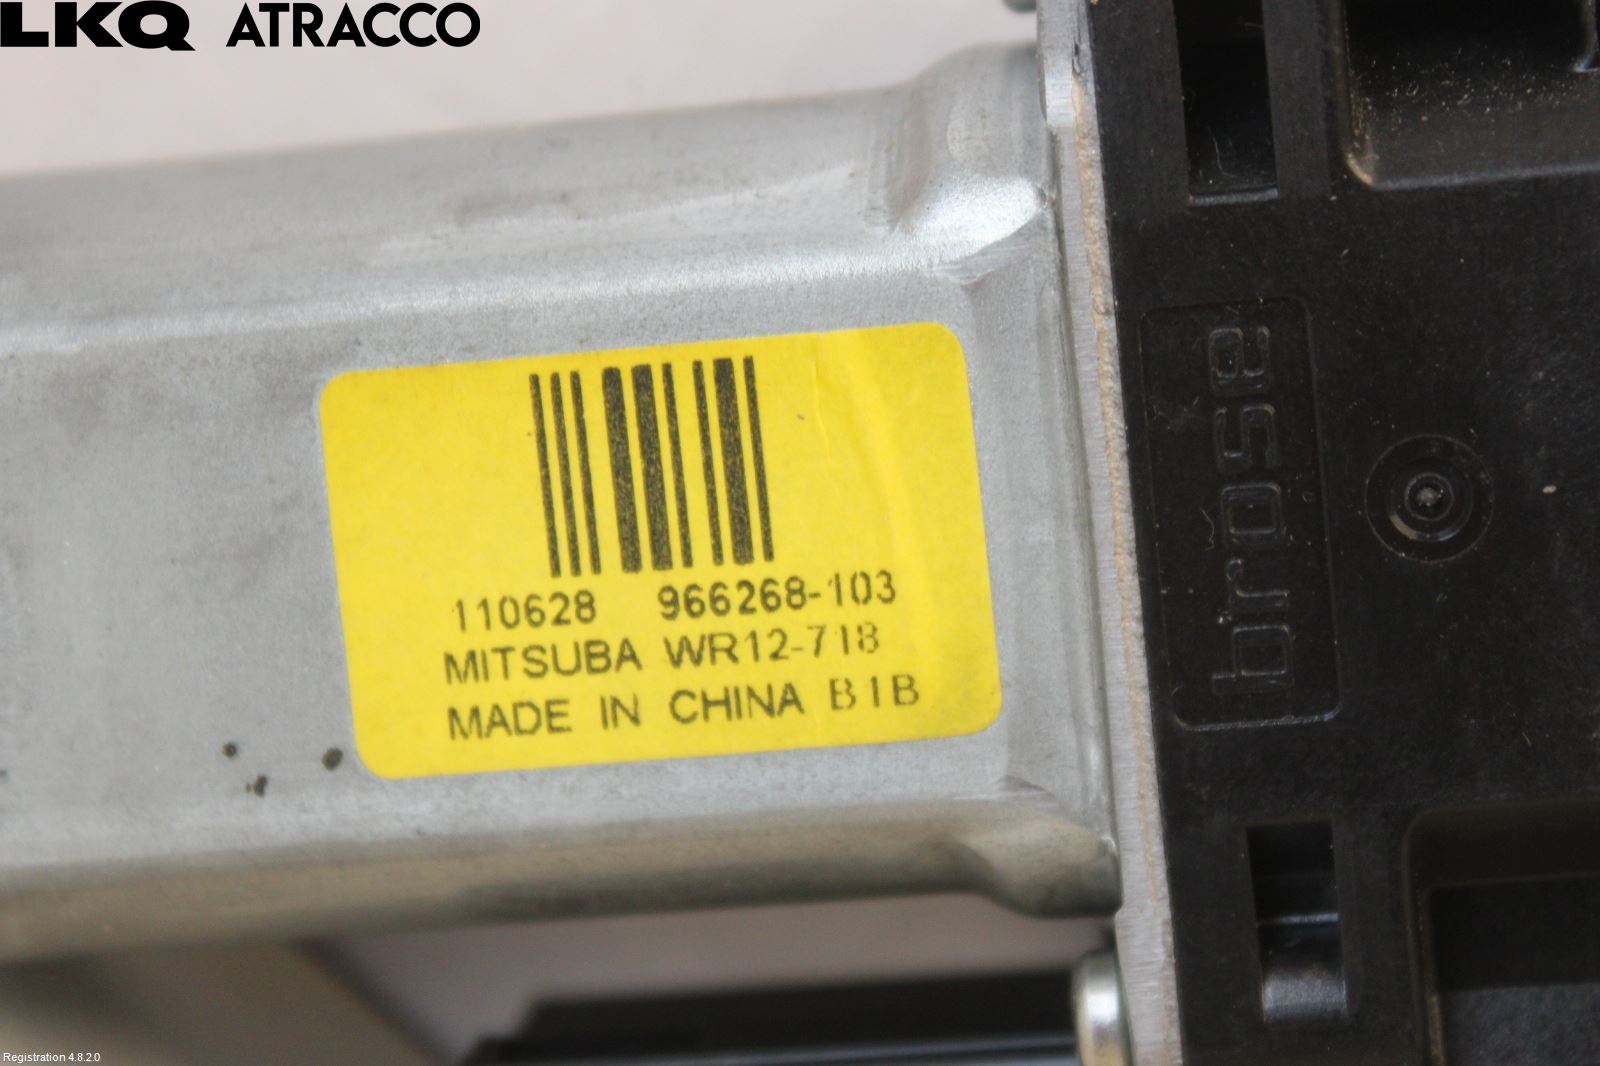 LKQ ATRACCO
110628 966268-103
MITSUBA WR12-718
MADE IN CHINA B1B
brose
Registration 4.8.2.0